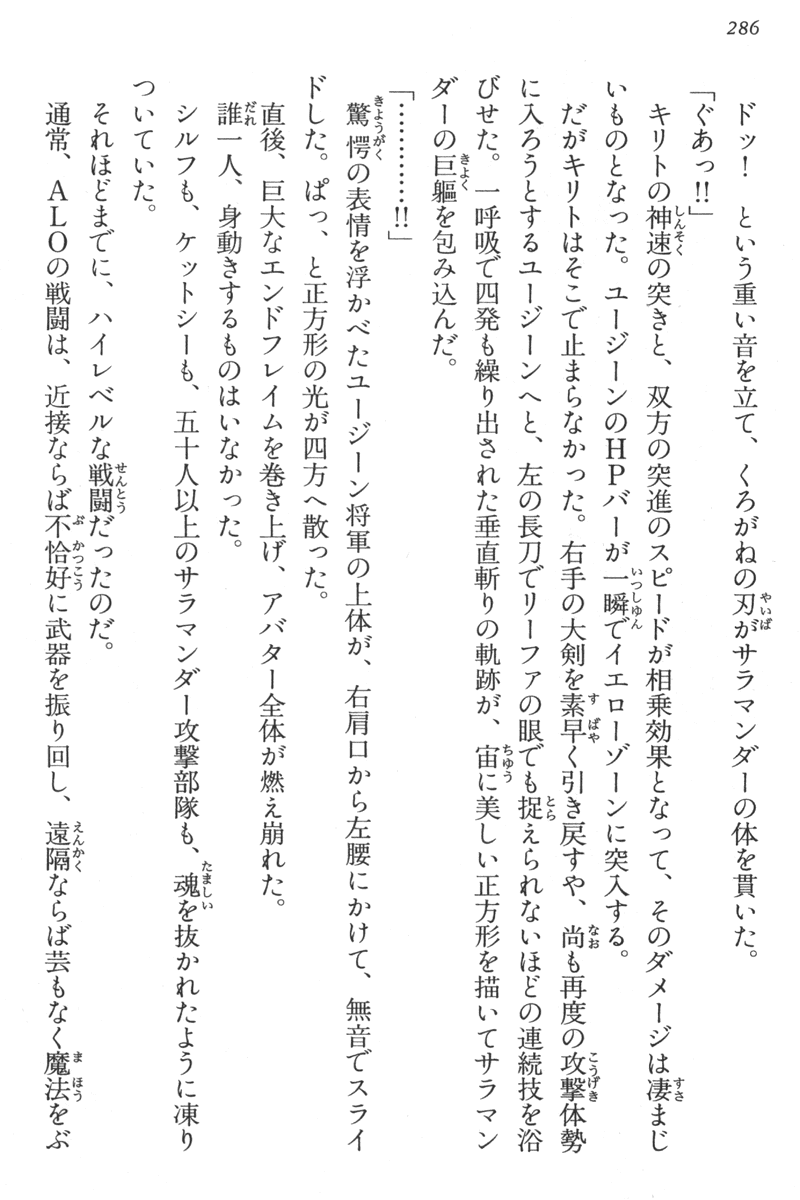 286
ドッ！　という重い音を立て、くろがねの刃がサラマンダーの体を貫いた。
「ぐあっ!!」
キリトの神速の突きと、双方の突進のスピードが相乗効果となって、そのダメージは凄まじ
いものとなった。ユージーンのＨＰバーが一瞬でイエローゾーンに突入する。
だがキリトはそこで止まらなかった。右手の大剣を素早く引き戻すや、尚も再度の攻撃体勢
に入ろうとするユージーンへと、左の長刀でリーファの眼でも捉えられないほどの連続技を浴
びせた。一呼吸で四発も繰り出された垂直斬りの軌跡が、宙に美しい正方形を描いてサラマン
ダーの巨軀を包み込んだ。
「…………!!」
驚愕の表情を浮かべたユージーン将軍の上体が、右肩口から左腰にかけて、無音でスライ
ドした。ぱっ、と正方形の光が四方へ散った。
直後、巨大なエンドフレイムを巻き上げ、アバター全体が燃え崩れた。
誰一人、身動きするものはいなかった。
シルフも、ケットシーも、五十人以上のサラマンダー攻撃部隊も、魂を抜かれたように凍り
ついていた。
それほどまでに、ハイレベルな戦闘だったのだ。
通常、ＡＬＯの戦闘は、近接ならば不恰好に武器を振り回し、遠隔ならば芸もなく魔法をぶ